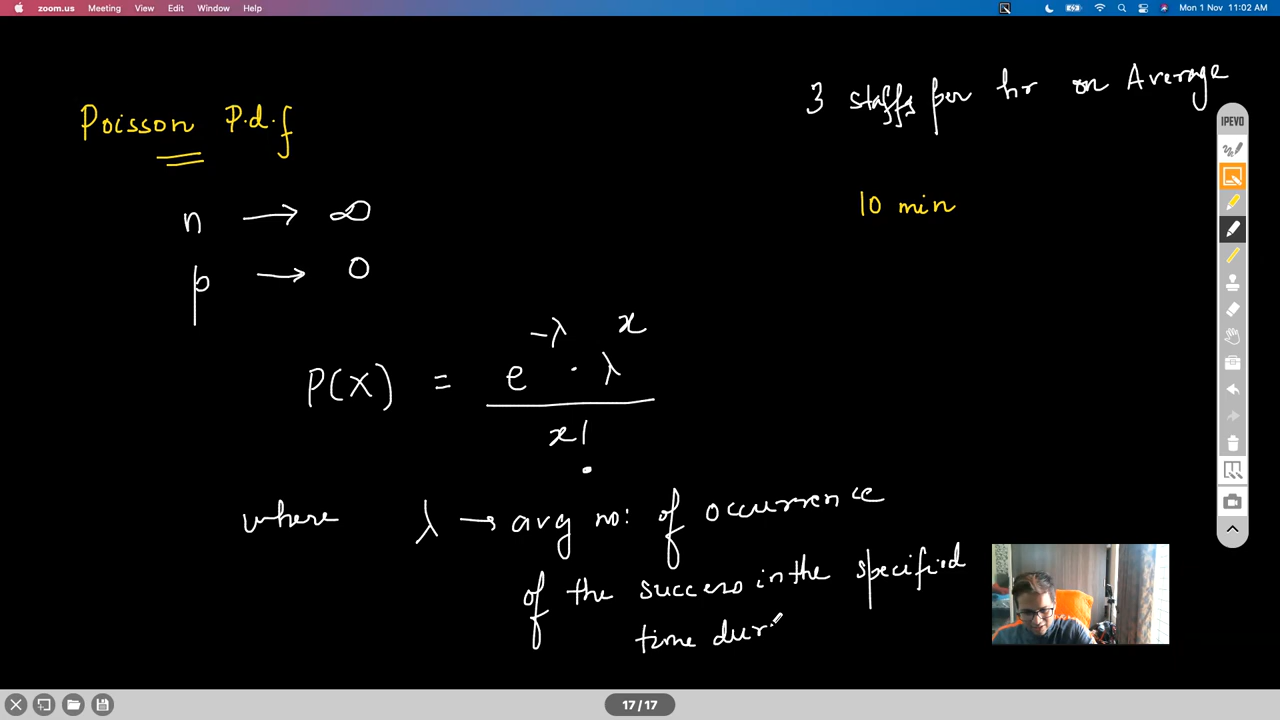 zoom.us Meeting View Edit Window Help Mon 1 Nov 11:02 AM
3 staffs per hr on Average
Poisson P.d.f
IPEVO
10 min
n → ∞
p → 0
P(X) = e^-λ · λ^x / x!
where λ → avg no: of occurrence
of the success in the specified
time dur
17/17